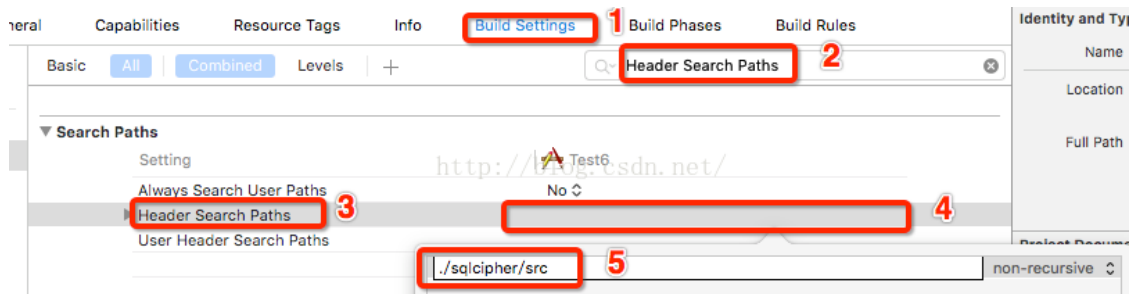 neral Capabilities Resource Tags Info Build Settings 1 Build Phases Build Rules Identity and Typ
Basic All Combined Levels + Header Search Paths 2 Name
Location
Search Paths
Full Path
Setting Test6
http://blog.csdn.net/
Always Search User Paths No
Header Search Paths 3 4
User Header Search Paths
./sqlcipher/src 5 non-recursive
Project Docume